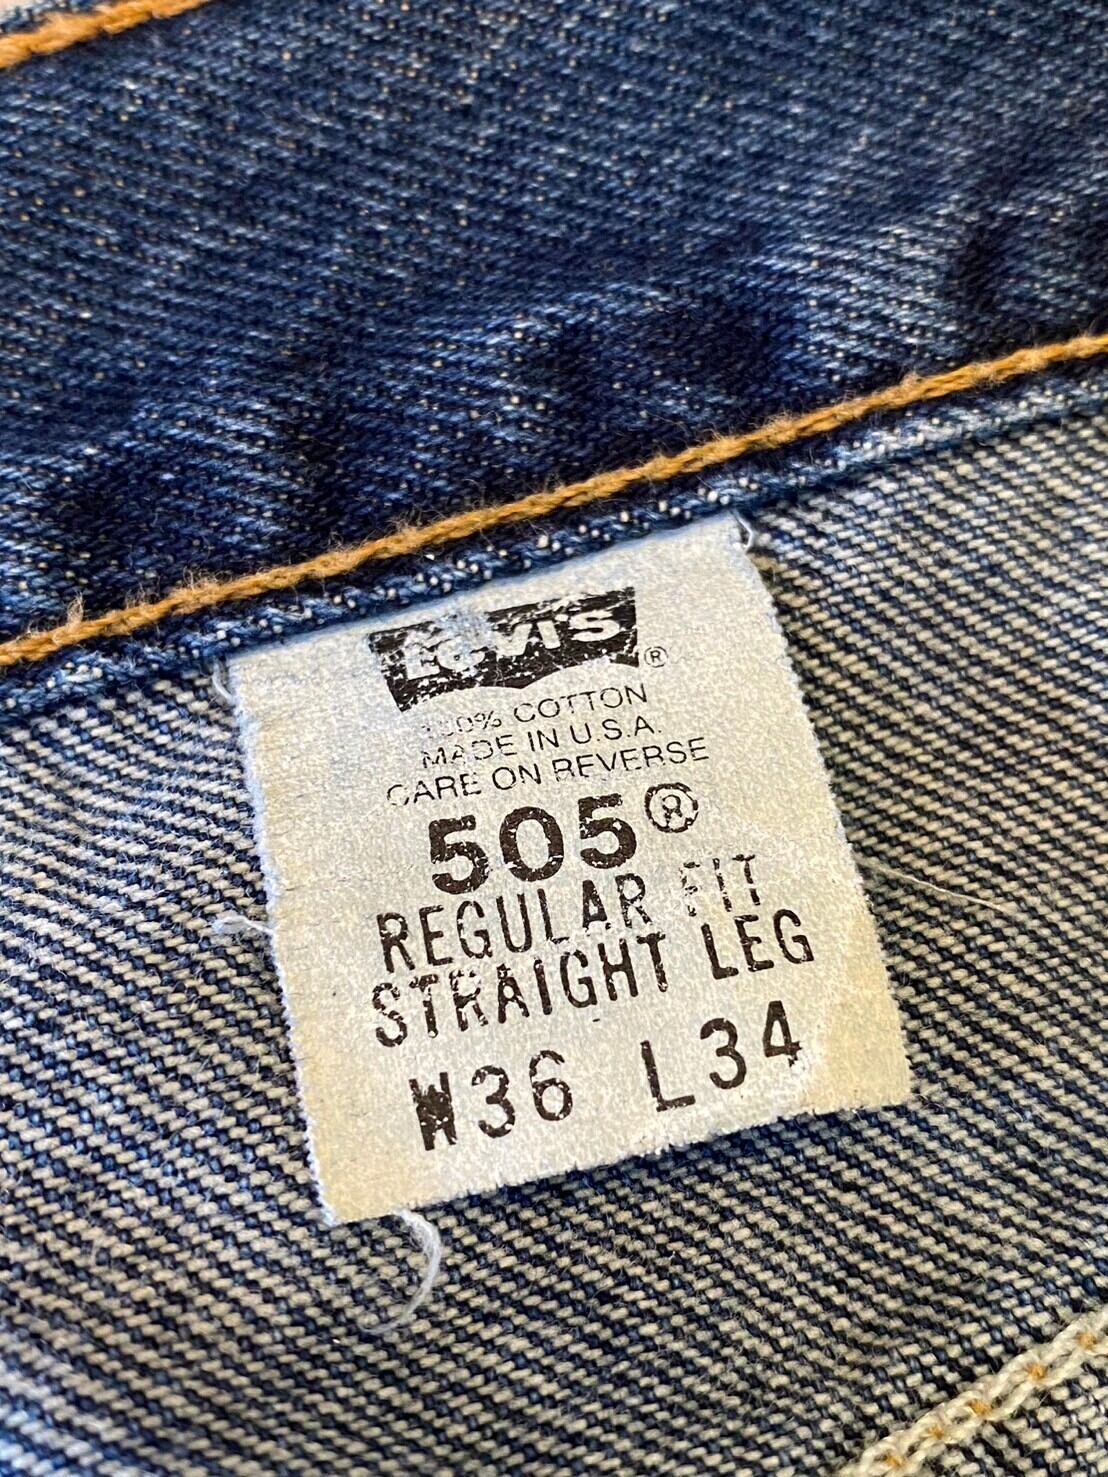 Levi's®
100% COTTON
MADE IN U.S.A.
CARE ON REVERSE
505®
REGULAR FIT
STRAIGHT LEG
W36 L34